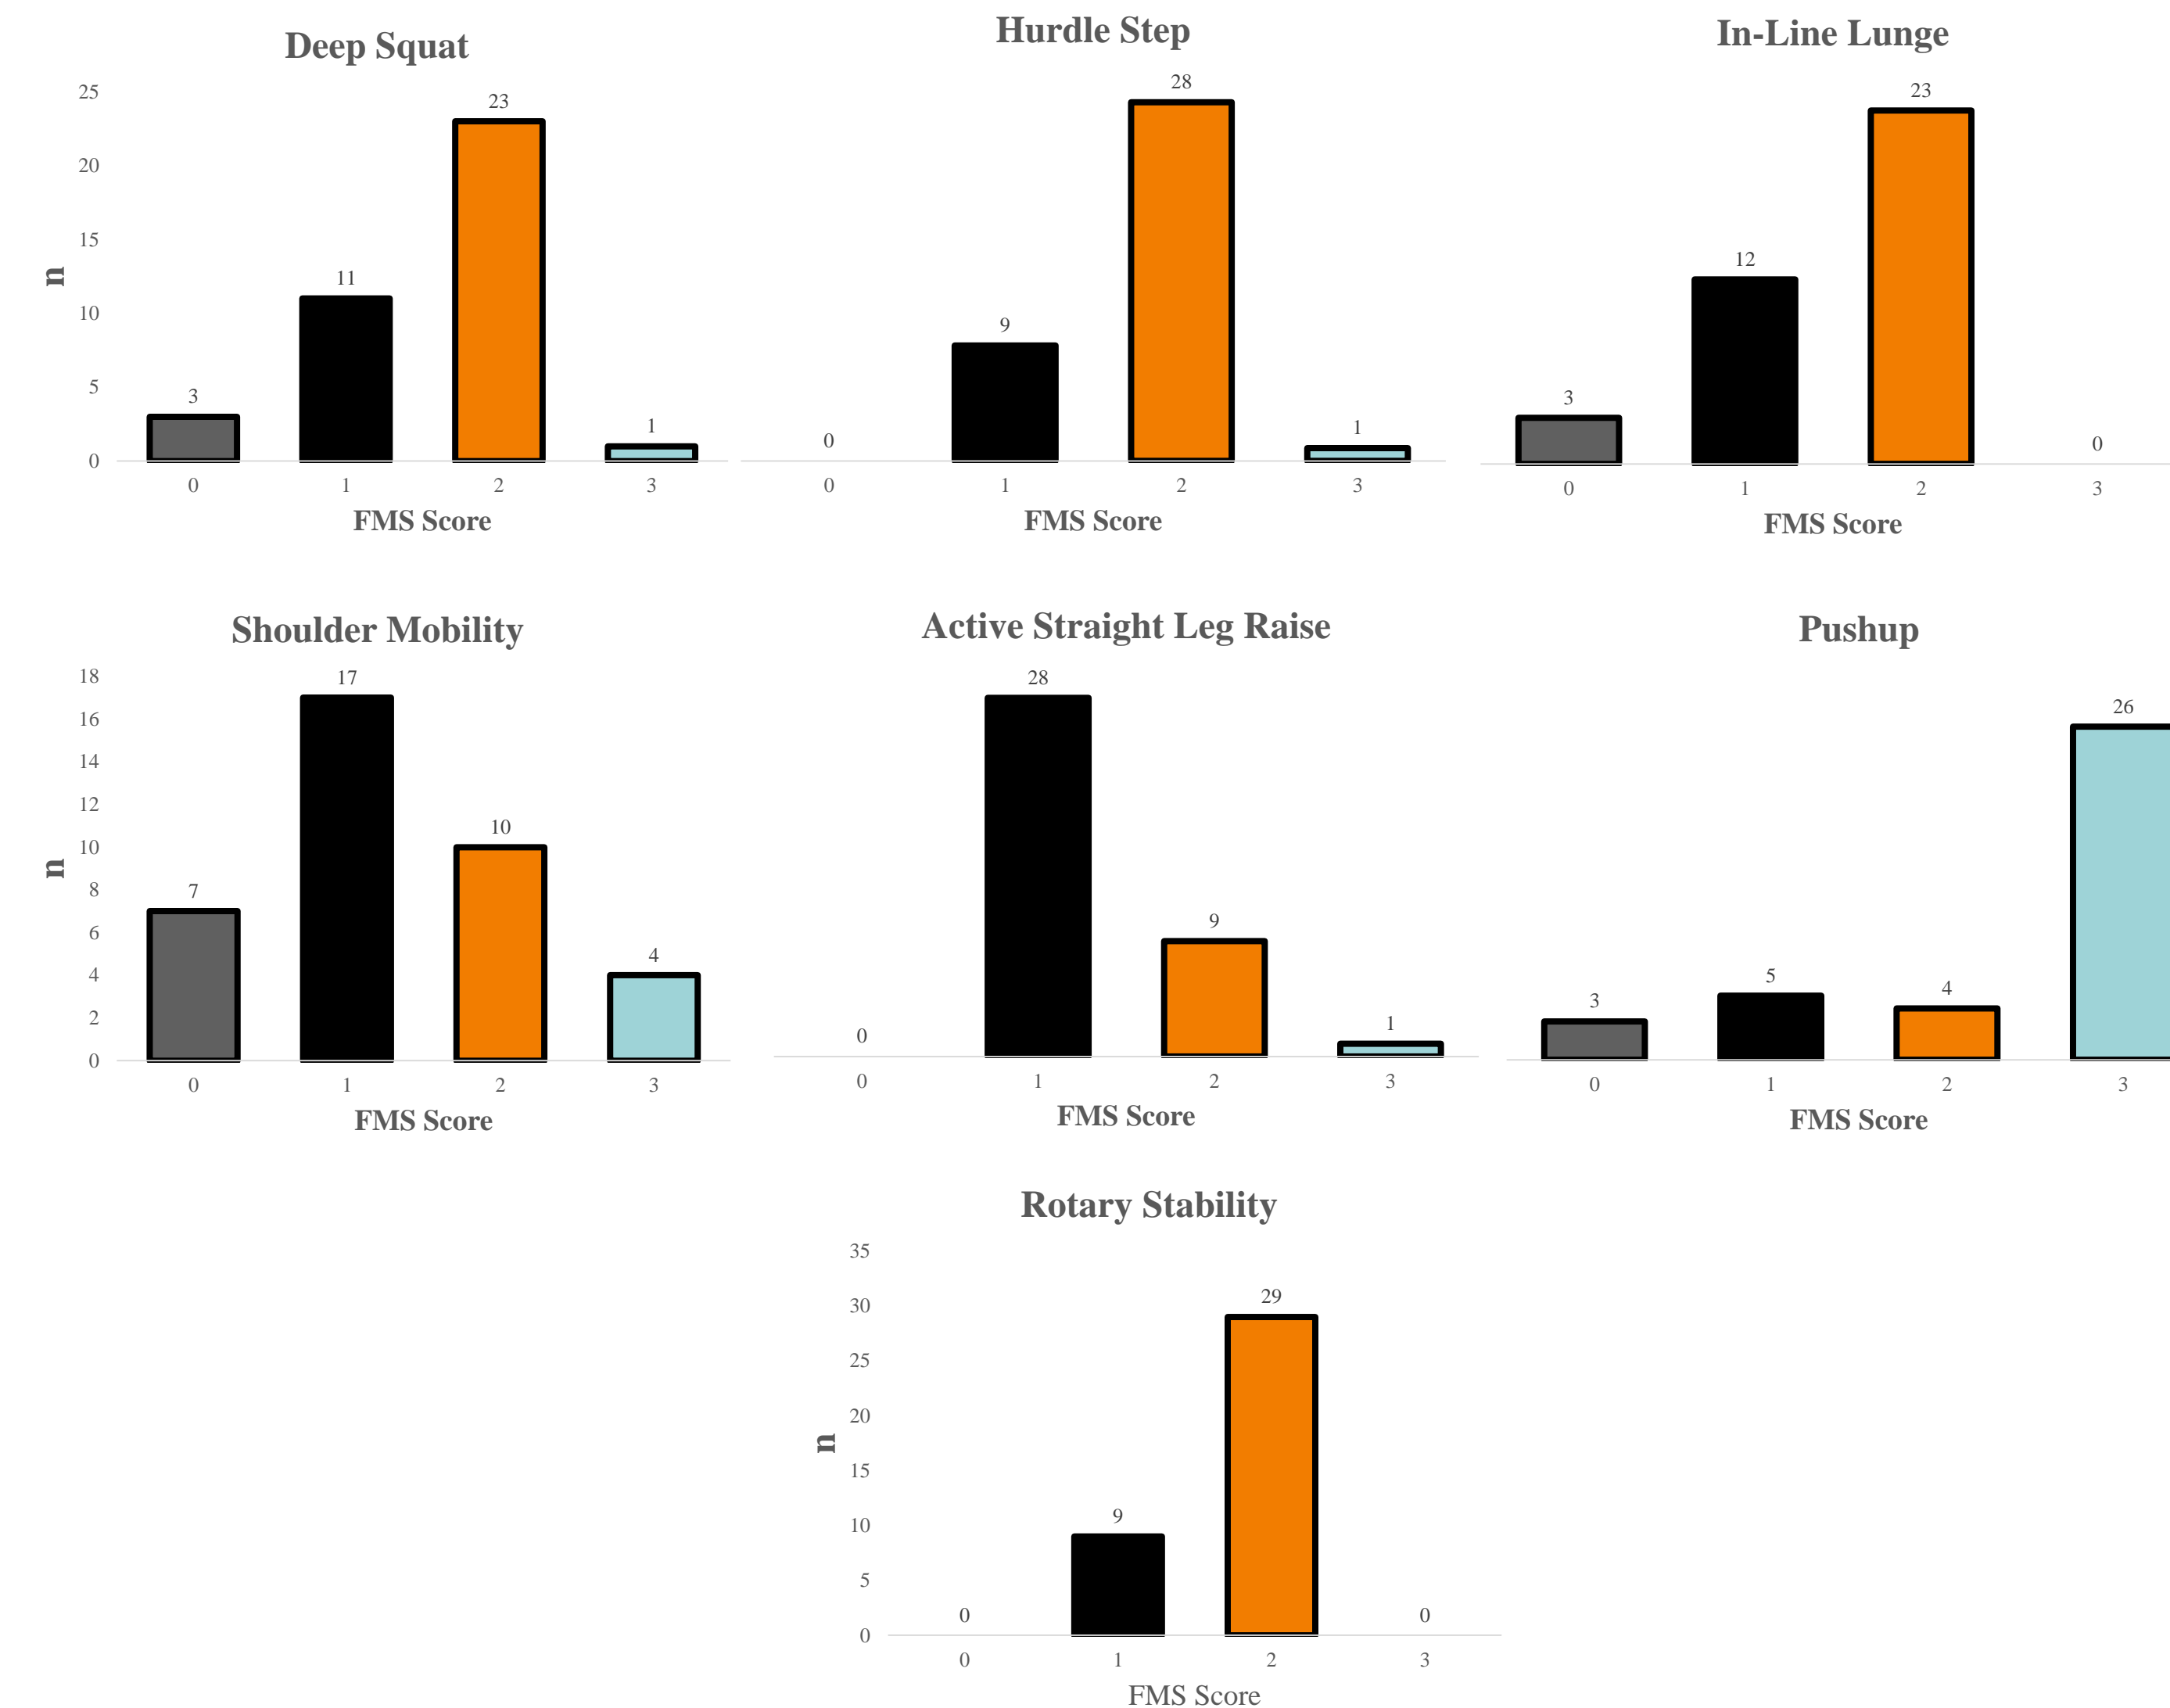 Deep Squat
25
20
15
10
5
0
n
3
11
23
1
0 1 2 3
FMS Score
Hurdle Step
0
9
28
1
0 1 2 3
FMS Score
In-Line Lunge
3
12
23
0
0 1 2 3
FMS Score
Shoulder Mobility
18
16
14
12
10
8
6
4
2
0
n
7
17
10
4
0 1 2 3
FMS Score
Active Straight Leg Raise
0
28
9
1
0 1 2 3
FMS Score
Pushup
3
5
4
26
0 1 2 3
FMS Score
Rotary Stability
35
30
25
20
15
10
5
0
n
0
9
29
0
0 1 2 3
FMS Score